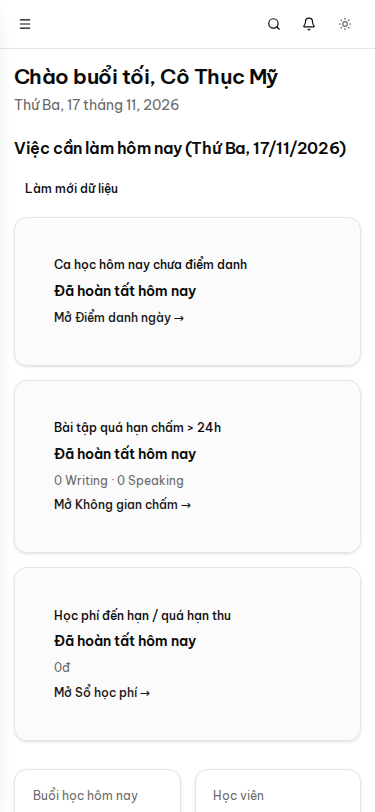 Chào buổi tối, Cô Thục Mỹ
Thứ Ba, 17 tháng 11, 2026
Việc cần làm hôm nay (Thứ Ba, 17/11/2026)
Làm mới dữ liệu
Ca học hôm nay chưa điểm danh
Đã hoàn tất hôm nay
Mở Điểm danh ngày →
Bài tập quá hạn chấm > 24h
Đã hoàn tất hôm nay
0 Writing · 0 Speaking
Mở Không gian chấm →
Học phí đến hạn / quá hạn thu
Đã hoàn tất hôm nay
0đ
Mở Sổ học phí →
Buổi học hôm nay
Học viên